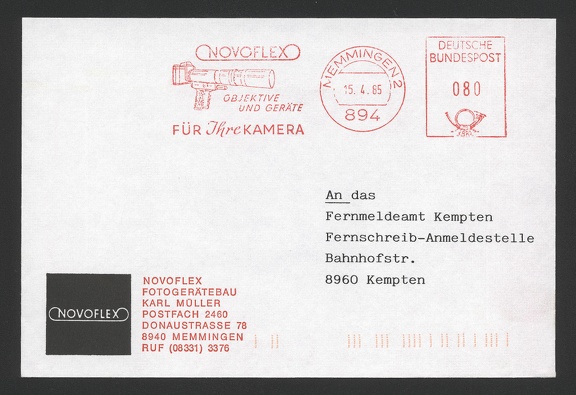 NOVOFLEX
OBJEKTIVE
UND GERÄTE
FÜR Ihre KAMERA
MEMMINGEN 2
15.4.85
894
DEUTSCHE
BUNDESPOST
080
An das
Fernmeldeamt Kempten
Fernschreib-Anmeldestelle
Bahnhofstr.
8960 Kempten
NOVOFLEX
NOVOFLEX
FOTOGERÄTEBAU
KARL MÜLLER
POSTFACH 2460
DONAUSTRASSE 78
8940 MEMMINGEN
RUF (08331) 3376